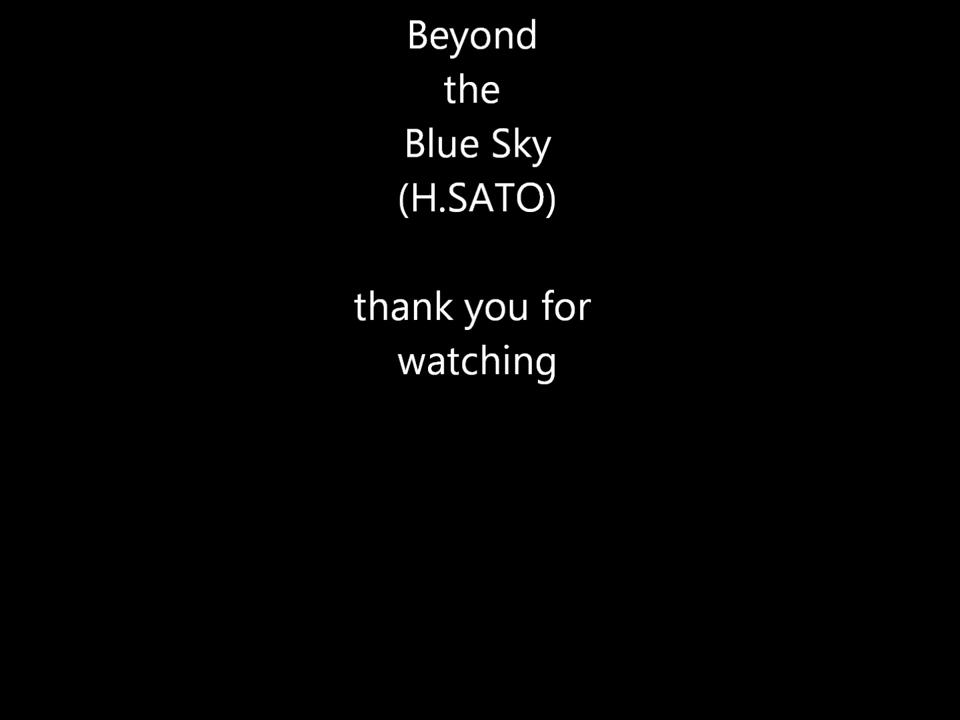 Beyond
the
Blue Sky
(H.SATO)
thank you for
watching